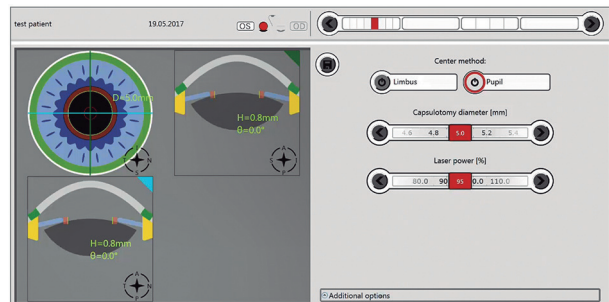 test patient 19.05.2017 OS OD
Center method:
Limbus Pupil
D=5.0mm
H=0.8mm
θ=0.0°
Capsulotomy diameter [mm]
4.6 4.8 5.0 5.2 5.4
Laser power [%]
80.0 90 95 0.0 110.0
H=0.8mm
θ=0.0°
Additional options